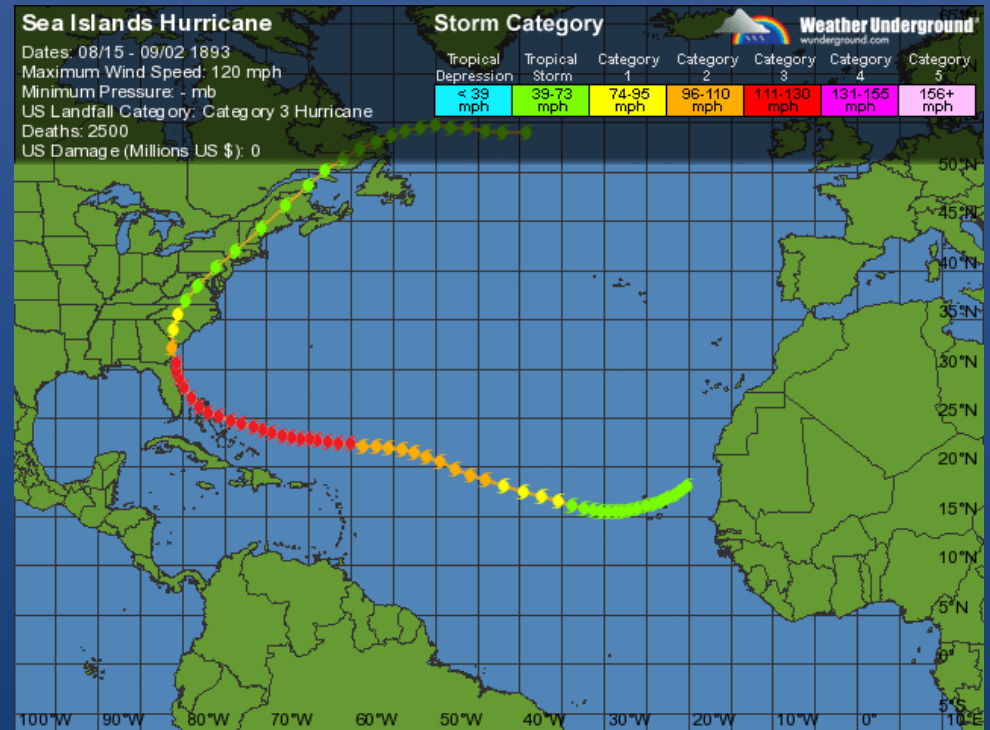 Sea Islands Hurricane
Dates: 08/15 - 09/02 1893
Maximum Wind Speed: 120 mph
Minimum Pressure: - mb
US Landfall Category: Category 3 Hurricane
Deaths: 2500
US Damage (Millions US $): 0
Storm Category
Weather Underground
wunderground.com
Tropical Depression
< 39 mph
Tropical Storm
39-73 mph
Category 1
74-95 mph
Category 2
96-110 mph
Category 3
111-130 mph
Category 4
131-155 mph
Category 5
156+ mph
50°N
45°N
40°N
35°N
30°N
25°N
20°N
15°N
10°N
5°N
0°
5°S
100°W 90°W 80°W 70°W 60°W 50°W 40°W 30°W 20°W 10°W 0° 10°E